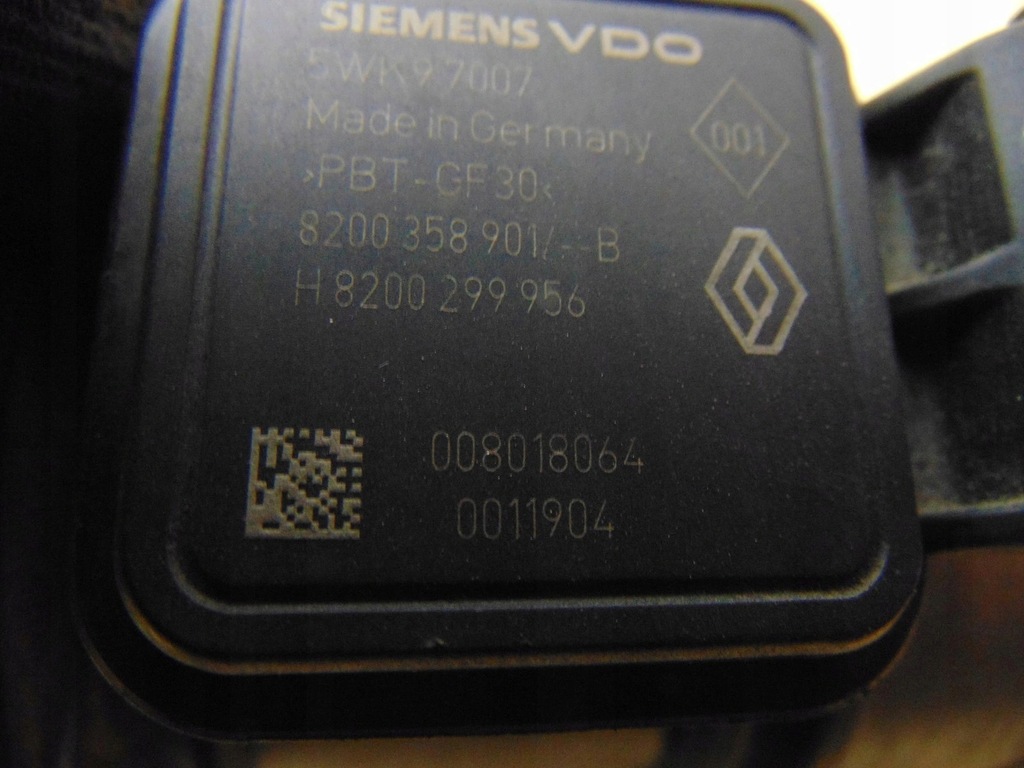 SIEMENS VDO
5WK9 7007
Made in Germany
001
>PBT-GF30<
8200 358 901/--B
H 8200 299 956
008018064
0011904